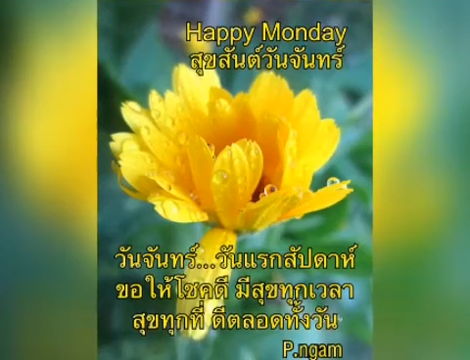 Happy Monday
สุขสันต์วันจันทร์
วันจันทร์...วันแรกสัปดาห์
ขอให้โชคดี มีสุขทุกเวลา
สุขทุกที่ ดีตลอดทั้งวัน
P.ngam